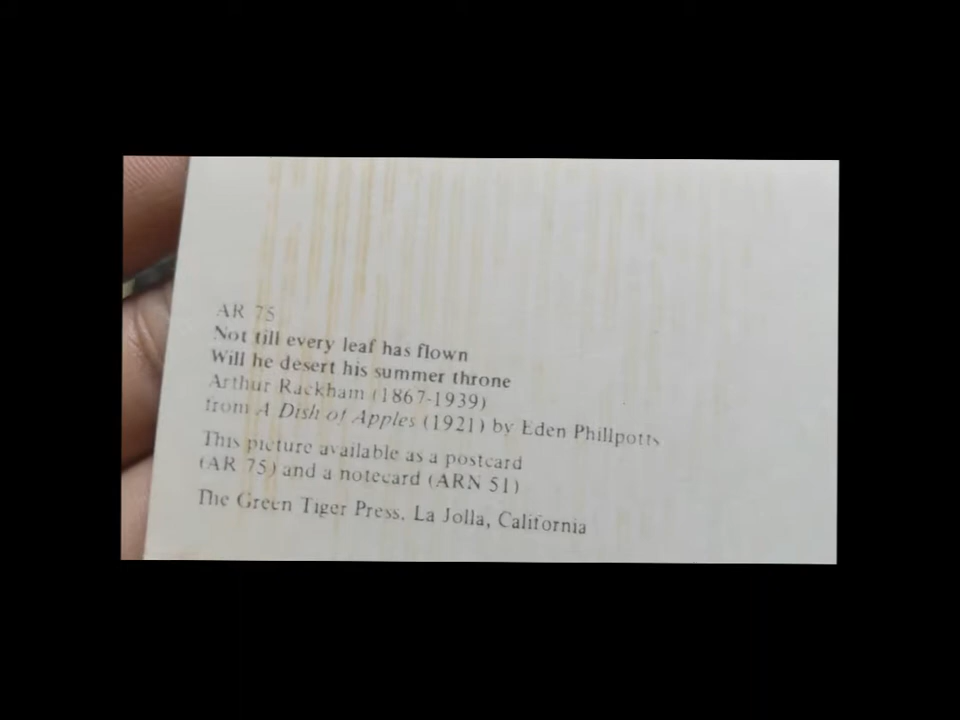 AR 75
Not till every leaf has flown
Will he desert his summer throne
Arthur Rackham (1867-1939)
from A Dish of Apples (1921) by Eden Phillpotts
This picture available as a postcard
(AR 75) and a notecard (ARN 51)
The Green Tiger Press, La Jolla, California